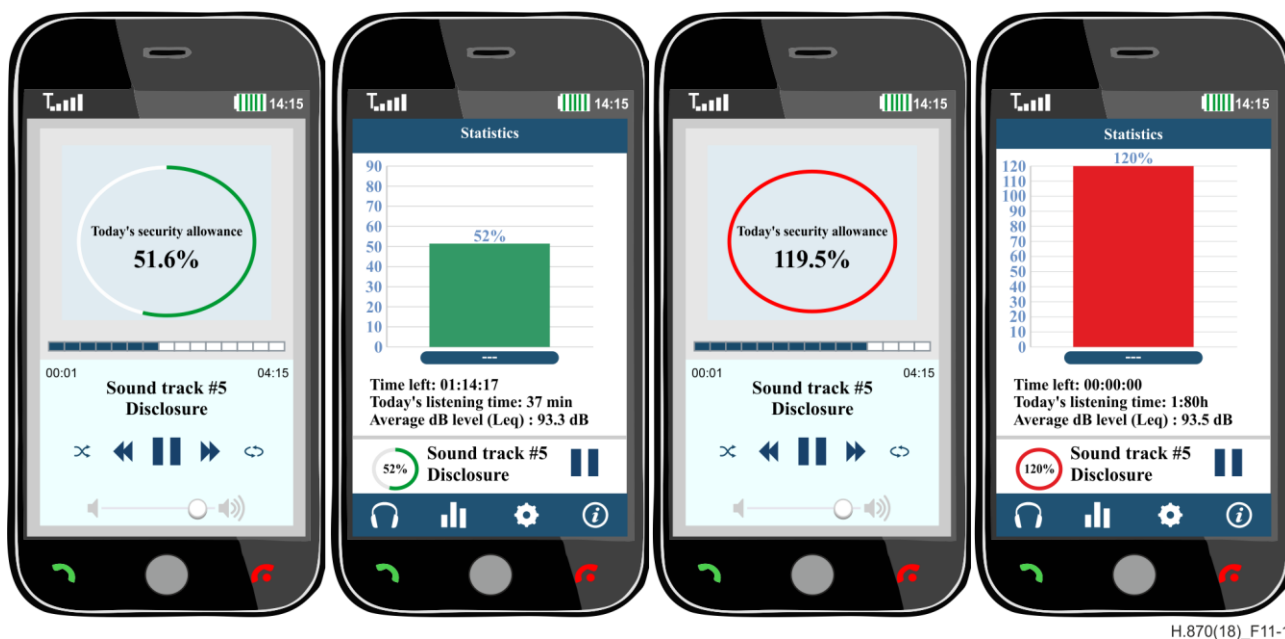 14:15
Today's security allowance
51.6%
00:01 04:15
Sound track #5
Disclosure
14:15
Statistics
90
80
70
60
50
40
30
20
10
0
52%
---
Time left: 01:14:17
Today's listening time: 37 min
Average dB level (Leq) : 93.3 dB
52%
Sound track #5
Disclosure
14:15
Today's security allowance
119.5%
00:01 04:15
Sound track #5
Disclosure
14:15
Statistics
120%
120
110
100
90
80
70
60
50
40
30
20
10
0
---
Time left: 00:00:00
Today's listening time: 1:80h
Average dB level (Leq) : 93.5 dB
120%
Sound track #5
Disclosure